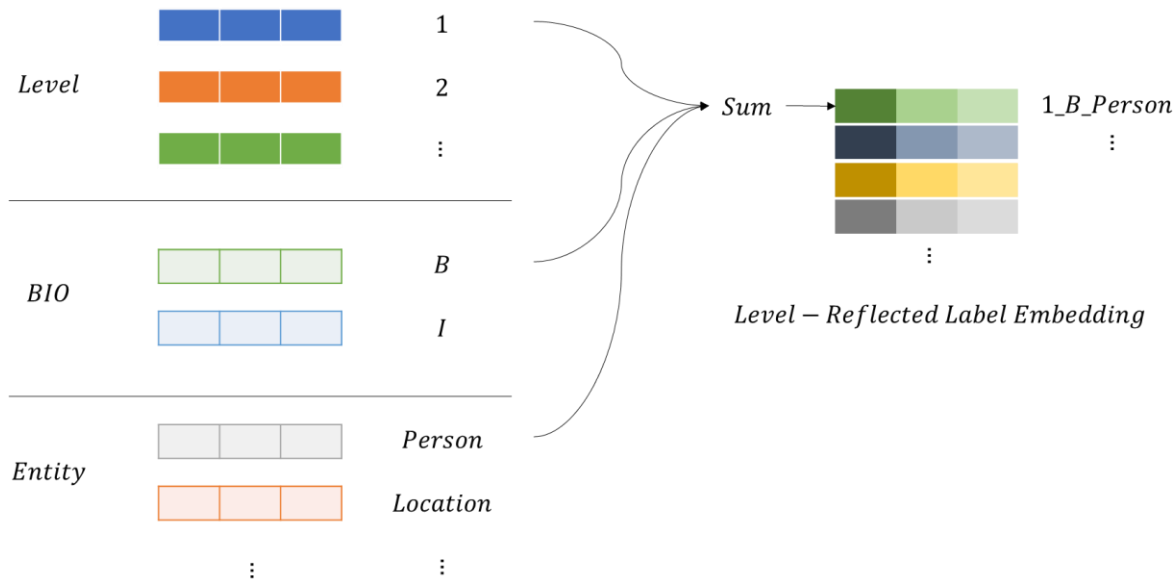 Level
1
2
⋮
BIO
B
I
Entity
Person
Location
⋮
⋮
Sum
1_B_Person
⋮
⋮
Level − Reflected Label Embedding